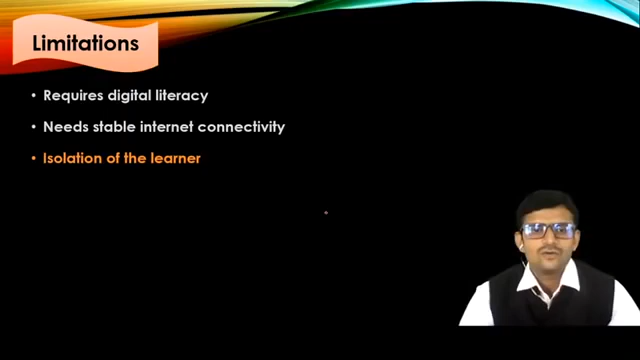 Limitations
• Requires digital literacy
• Needs stable internet connectivity
• Isolation of the learner